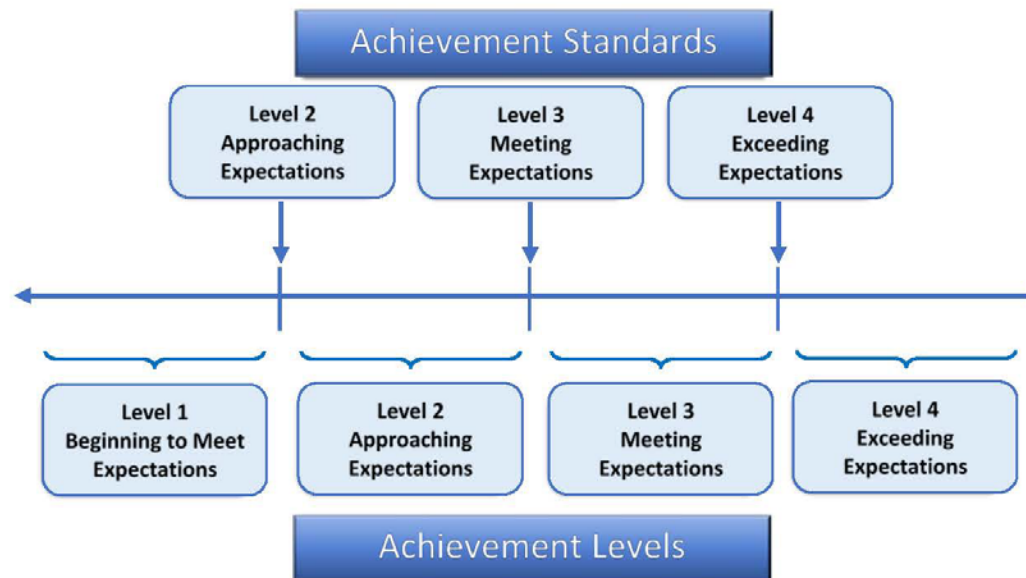 Achievement Standards
Level 2
Approaching
Expectations
Level 3
Meeting
Expectations
Level 4
Exceeding
Expectations
Level 1
Beginning to Meet
Expectations
Level 2
Approaching
Expectations
Level 3
Meeting
Expectations
Level 4
Exceeding
Expectations
Achievement Levels